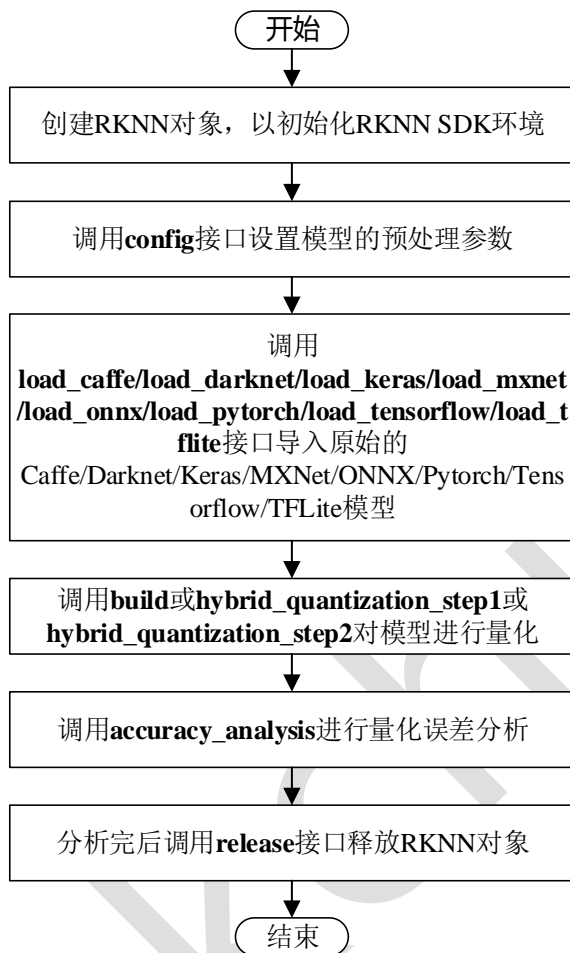 开始
创建RKNN对象，以初始化RKNN SDK环境
调用config接口设置模型的预处理参数
调用
load_caffe/load_darknet/load_keras/load_mxnet
/load_onnx/load_pytorch/load_tensorflow/load_t
flite接口导入原始的
Caffe/Darknet/Keras/MXNet/ONNX/Pytorch/Tens
orflow/TFLite模型
调用build或hybrid_quantization_step1或
hybrid_quantization_step2对模型进行量化
调用accuracy_analysis进行量化误差分析
分析完后调用release接口释放RKNN对象
结束